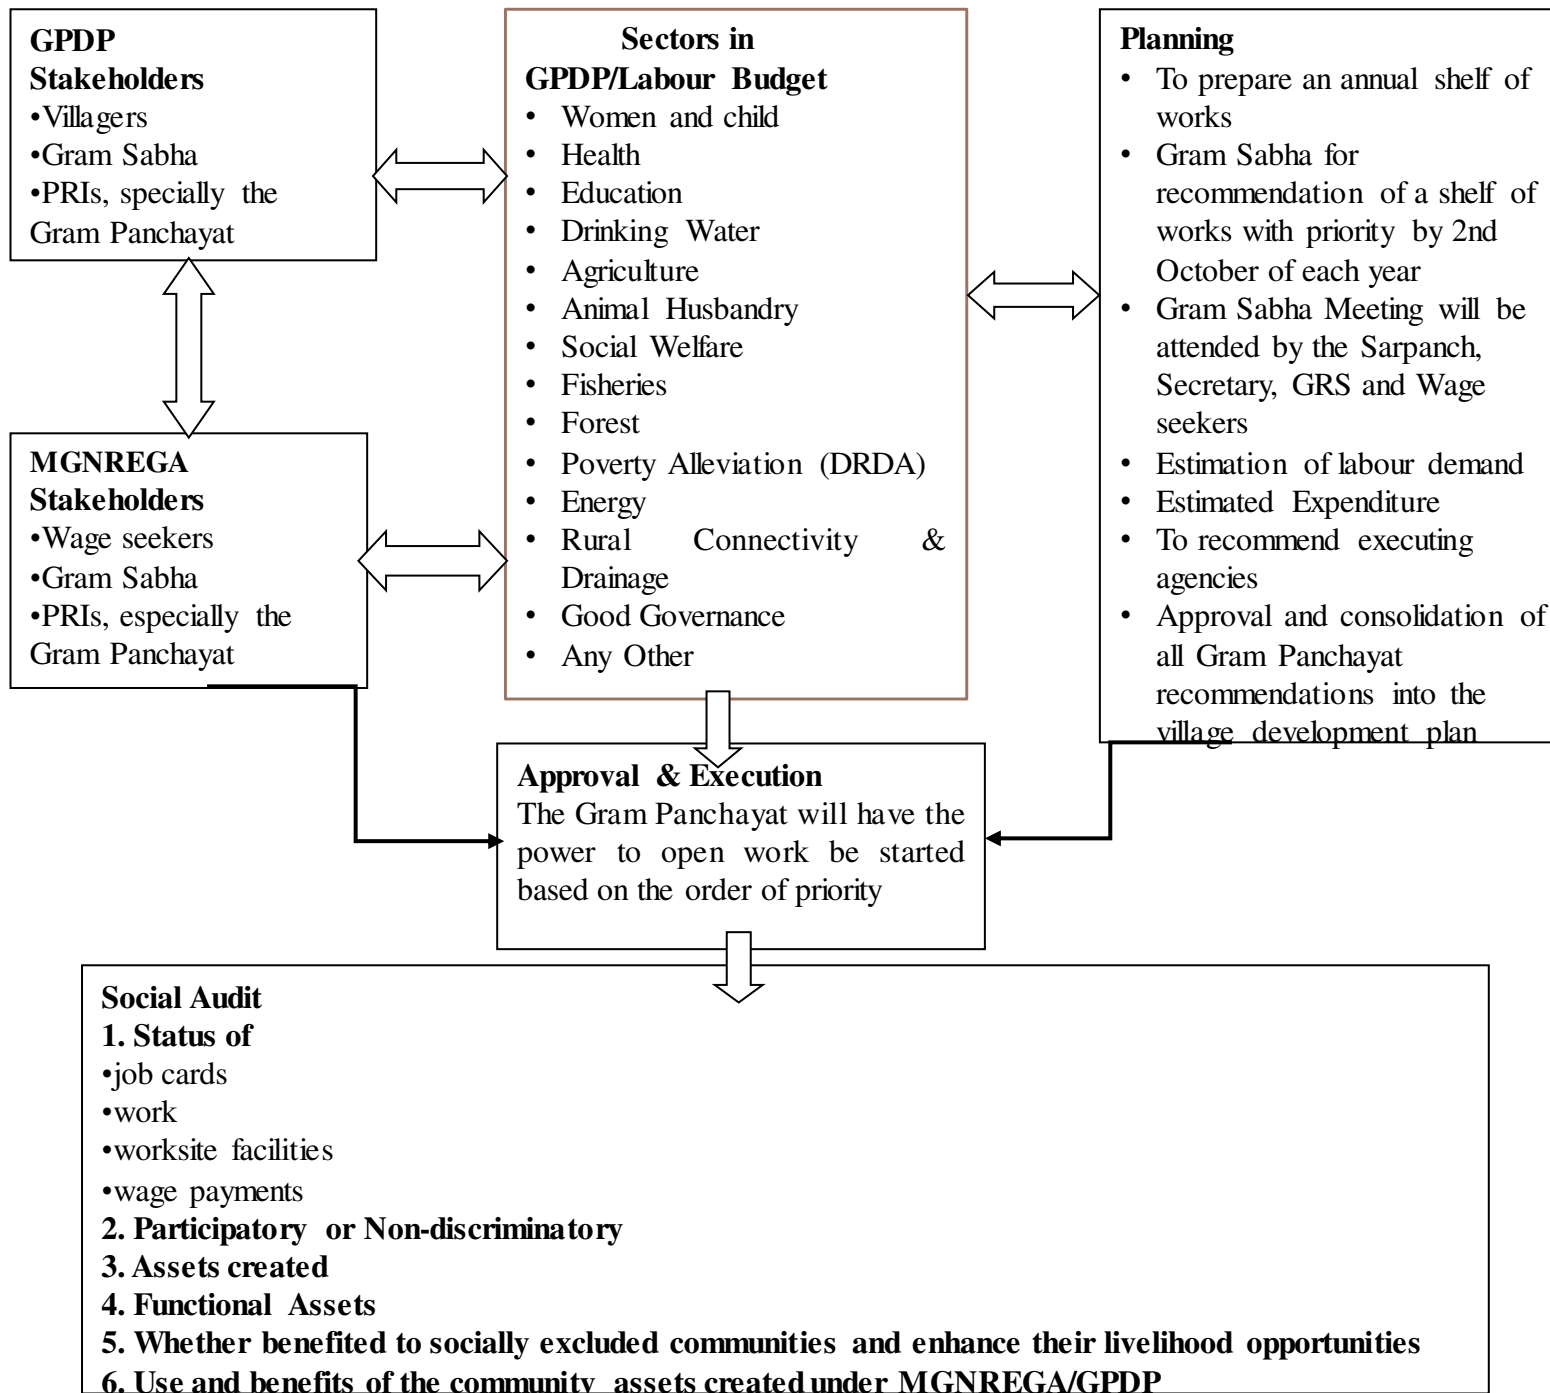 GPDP
Stakeholders
•Villagers
•Gram Sabha
•PRIs, specially the
Gram Panchayat
MGNREGA
Stakeholders
•Wage seekers
•Gram Sabha
•PRIs, especially the
Gram Panchayat
Sectors in
GPDP/Labour Budget
• Women and child
• Health
• Education
• Drinking Water
• Agriculture
• Animal Husbandry
• Social Welfare
• Fisheries
• Forest
• Poverty Alleviation (DRDA)
• Energy
• Rural Connectivity &
Drainage
• Good Governance
• Any Other
Planning
• To prepare an annual shelf of
works
• Gram Sabha for
recommendation of a shelf of
works with priority by 2nd
October of each year
• Gram Sabha Meeting will be
attended by the Sarpanch,
Secretary, GRS and Wage
seekers
• Estimation of labour demand
• Estimated Expenditure
• To recommend executing
agencies
• Approval and consolidation of
all Gram Panchayat
recommendations into the
village development plan
Approval & Execution
The Gram Panchayat will have the
power to open work be started
based on the order of priority
Social Audit
1. Status of
•job cards
•work
•worksite facilities
•wage payments
2. Participatory or Non-discriminatory
3. Assets created
4. Functional Assets
5. Whether benefited to socially excluded communities and enhance their livelihood opportunities
6. Use and benefits of the community assets created under MGNREGA/GPDP